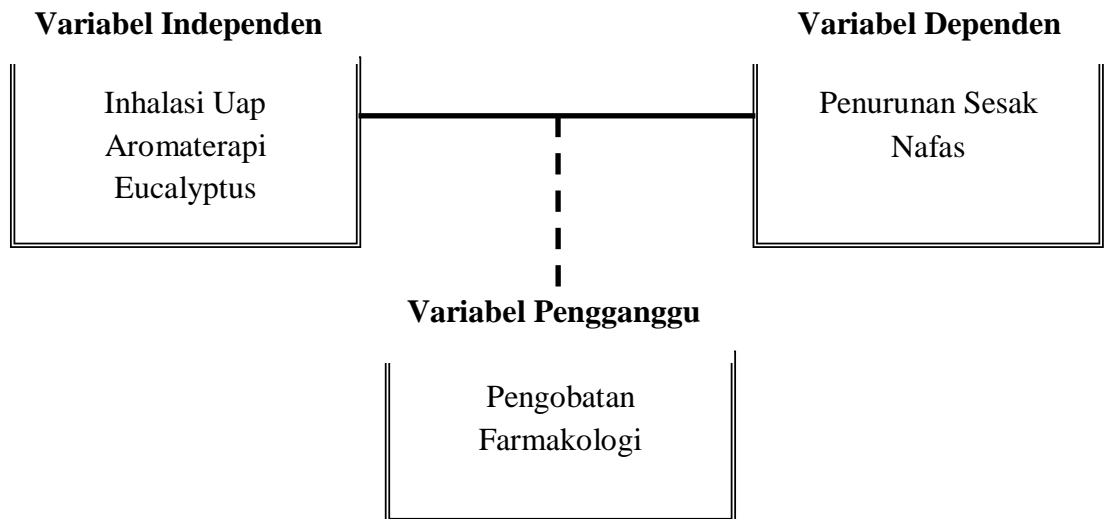 Variabel Independen
Inhalasi Uap
Aromaterapi
Eucalyptus
Variabel Dependen
Penurunan Sesak
Nafas
Variabel Pengganggu
Pengobatan
Farmakologi